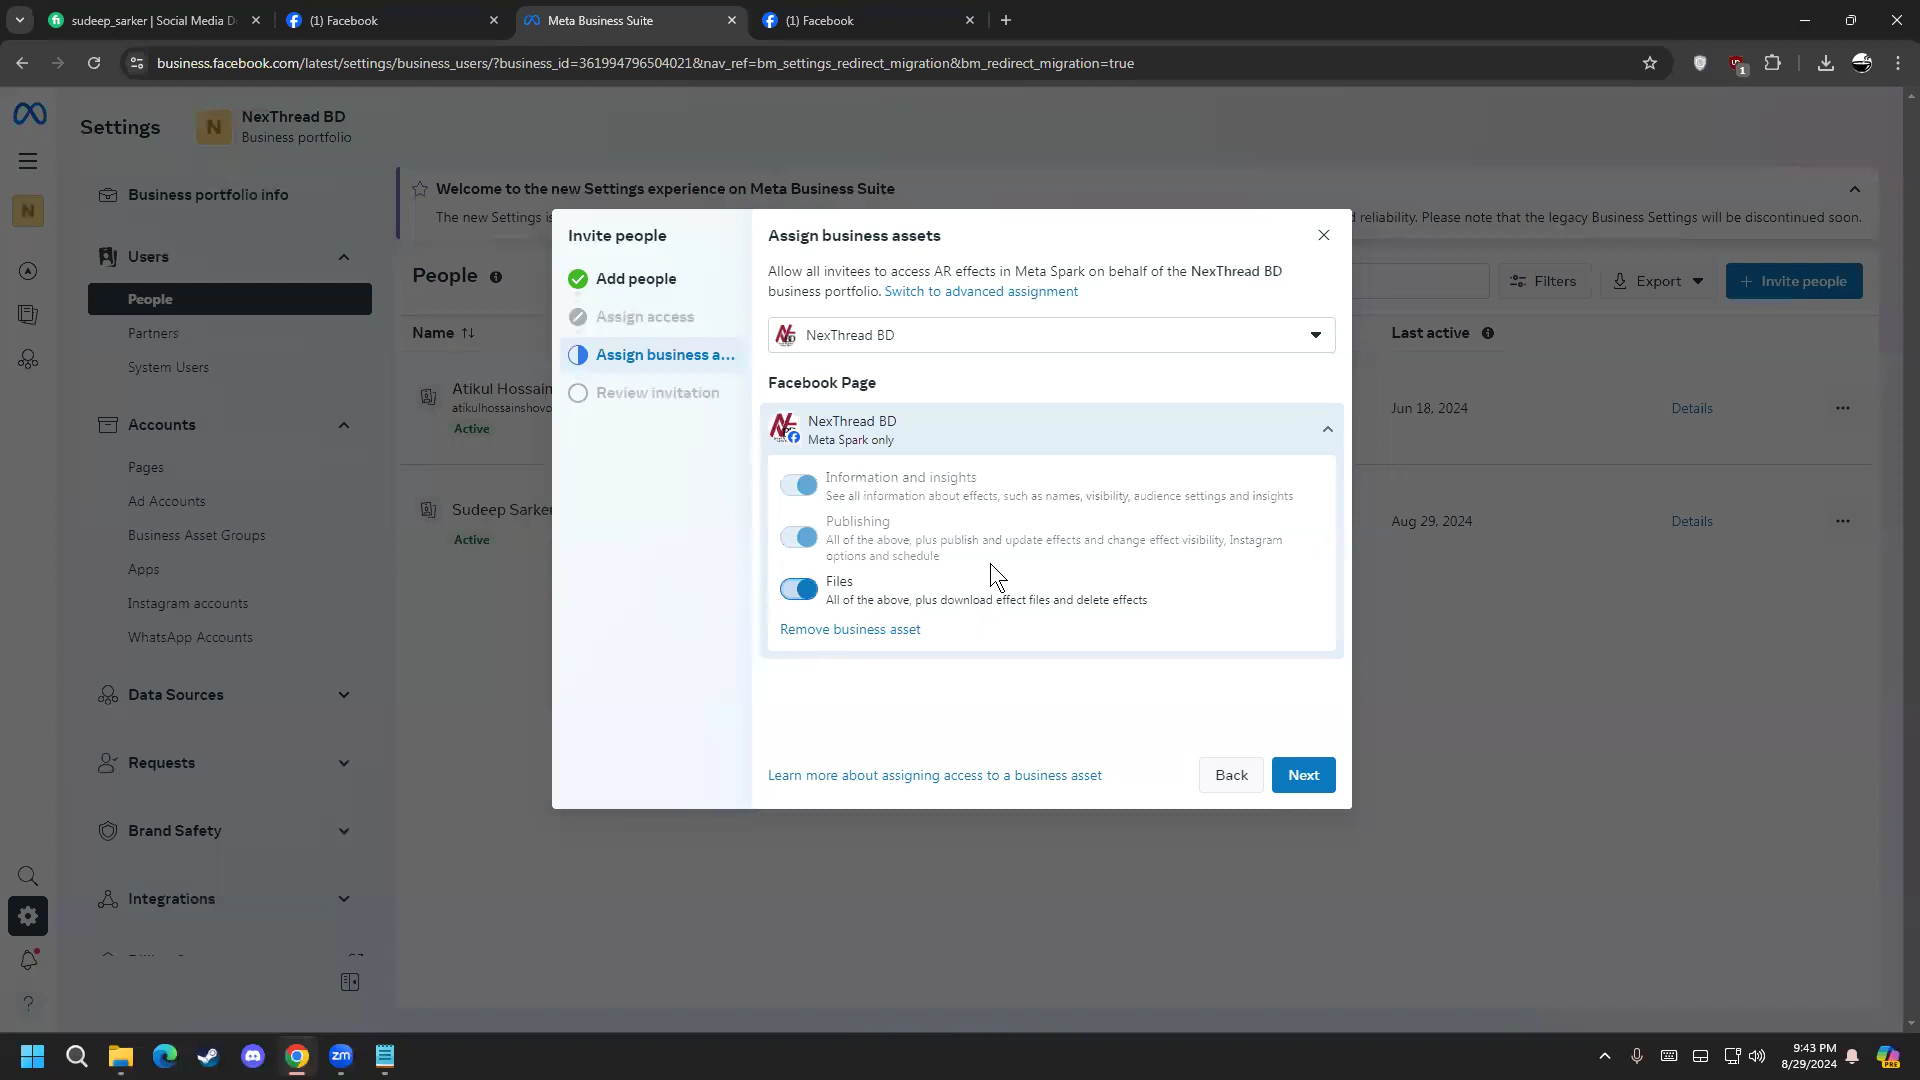 sudeep_sarker | Social Media D
(1) Facebook
Meta Business Suite
(1) Facebook
business.facebook.com/latest/settings/business_users/?business_id=361994796504021&nav_ref=bm_settings_redirect_migration&bm_redirect_migration=true
1
Settings
N
NexThread BD
Business portfolio
N
Business portfolio info
Users
People
Partners
System Users
Accounts
Pages
Ad Accounts
Business Asset Groups
Apps
Instagram accounts
WhatsApp Accounts
Data Sources
Requests
Brand Safety
Integrations
Welcome to the new Settings experience on Meta Business Suite
The new Settings is
d reliability. Please note that the legacy Business Settings will be discontinued soon.
People
Filters
Export
+ Invite people
Name
Last active
Atikul Hossain
atikulhossainshovo
Active
Jun 18, 2024
Details
Sudeep Sarker
Active
Aug 29, 2024
Details
Invite people
Add people
Assign access
Assign business a...
Review invitation
Assign business assets
Allow all invitees to access AR effects in Meta Spark on behalf of the NexThread BD
business portfolio. Switch to advanced assignment
NexThread BD
Facebook Page
NexThread BD
Meta Spark only
Information and insights
See all information about effects, such as names, visibility, audience settings and insights
Publishing
All of the above, plus publish and update effects and change effect visibility, Instagram
options and schedule
Files
All of the above, plus download effect files and delete effects
Remove business asset
Learn more about assigning access to a business asset
Back
Next
zm
9:43 PM
8/29/2024
PRE